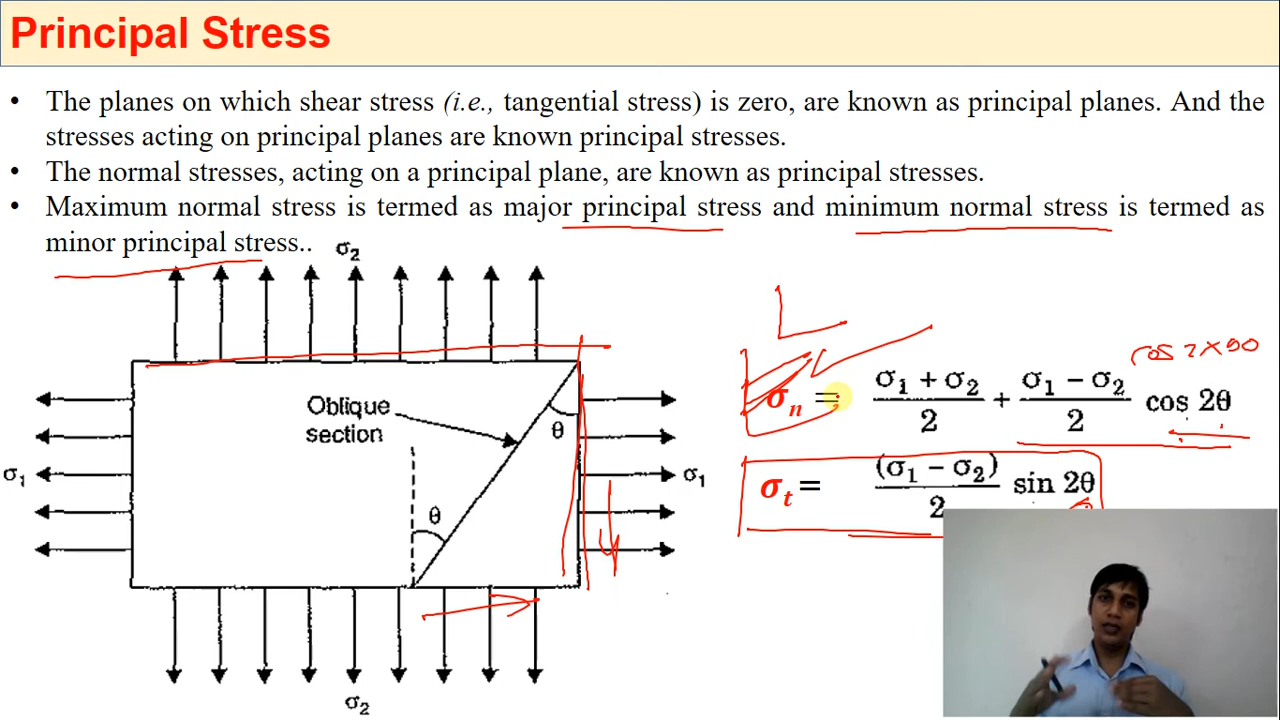 Principal Stress
• The planes on which shear stress (i.e., tangential stress) is zero, are known as principal planes. And the
stresses acting on principal planes are known principal stresses.
• The normal stresses, acting on a principal plane, are known as principal stresses.
• Maximum normal stress is termed as major principal stress and minimum normal stress is termed as
minor principal stress..
σ2
Oblique
section
θ
θ
σ1
σ1
σ2
cos 2×90
σn = (σ1 + σ2)/2 + (σ1 − σ2)/2 cos 2θ
σt = (σ1 − σ2)/2 sin 2θ